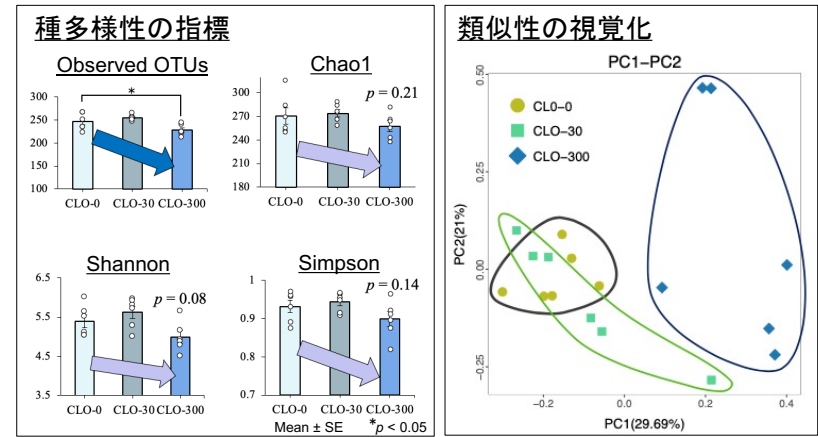 種多様性の指標
Observed OTUs
*
300
250
200
150
100
CLO-0 CLO-30 CLO-300
Chao1
p = 0.21
300
270
240
210
180
CLO-0 CLO-30 CLO-300
Shannon
p = 0.08
6.5
5.5
4.5
3.5
CLO-0 CLO-30 CLO-300
Simpson
p = 0.14
1
0.9
0.8
0.7
CLO-0 CLO-30 CLO-300
Mean ± SE *p < 0.05
類似性の視覚化
PC1-PC2
CL0-0
CLO-30
CLO-300
PC2(21%)
0.50
0.25
0.00
-0.25
-0.2 0.0 0.2 0.4
PC1(29.69%)